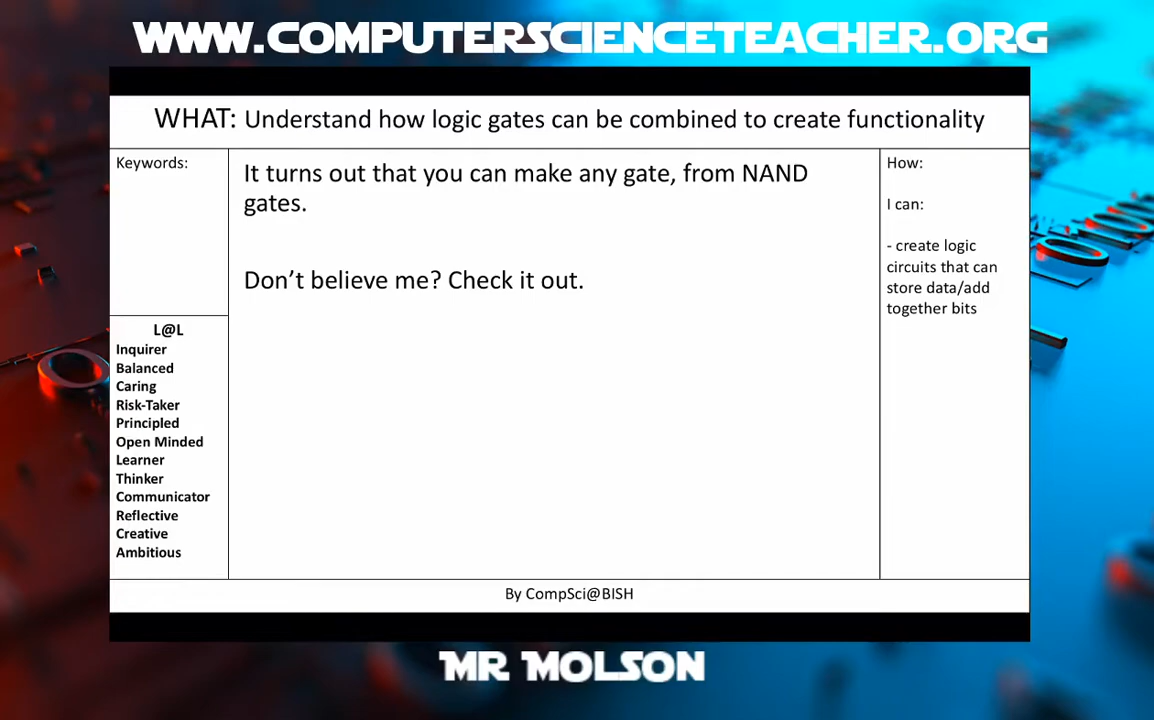 WWW.COMPUTERSCIENCETEACHER.ORG
WHAT: Understand how logic gates can be combined to create functionality
Keywords:
It turns out that you can make any gate, from NAND
gates.
Don’t believe me? Check it out.
How:
I can:
- create logic
circuits that can
store data/add
together bits
L@L
Inquirer
Balanced
Caring
Risk-Taker
Principled
Open Minded
Learner
Thinker
Communicator
Reflective
Creative
Ambitious
By CompSci@BISH
MR MOLSON